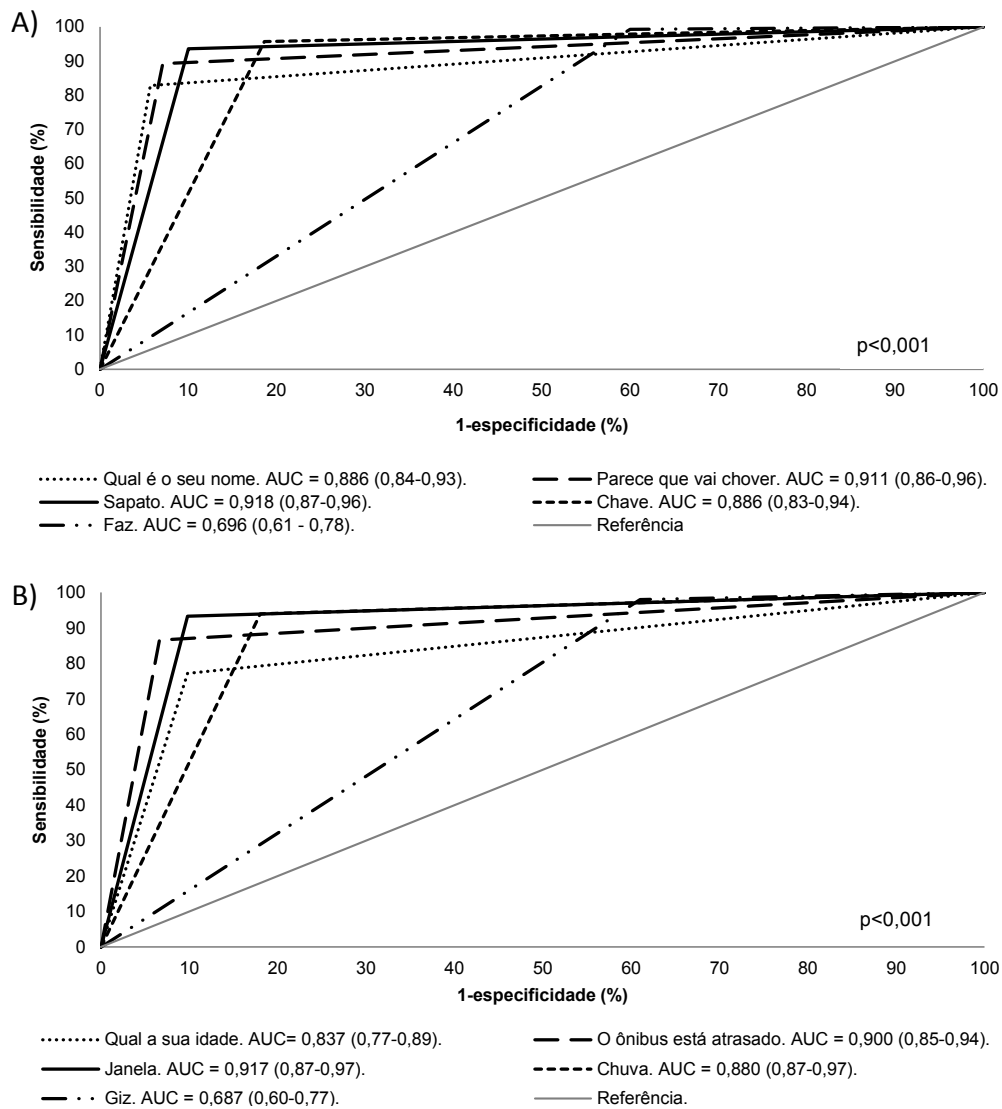 A)
100
90
80
70
60
50
40
30
20
10
0
Sensibilidade (%)
p<0,001
0 10 20 30 40 50 60 70 80 90 100
1-especificidade (%)
Qual é o seu nome. AUC = 0,886 (0,84-0,93). Parece que vai chover. AUC = 0,911 (0,86-0,96).
Sapato. AUC = 0,918 (0,87-0,96). Chave. AUC = 0,886 (0,83-0,94).
Faz. AUC = 0,696 (0,61 - 0,78). Referência
B)
100
90
80
70
60
50
40
30
20
10
0
Sensibilidade (%)
p<0,001
0 10 20 30 40 50 60 70 80 90 100
1-especificidade (%)
Qual a sua idade. AUC= 0,837 (0,77-0,89). O ônibus está atrasado. AUC = 0,900 (0,85-0,94).
Janela. AUC = 0,917 (0,87-0,97). Chuva. AUC = 0,880 (0,87-0,97).
Giz. AUC = 0,687 (0,60-0,77). Referência.